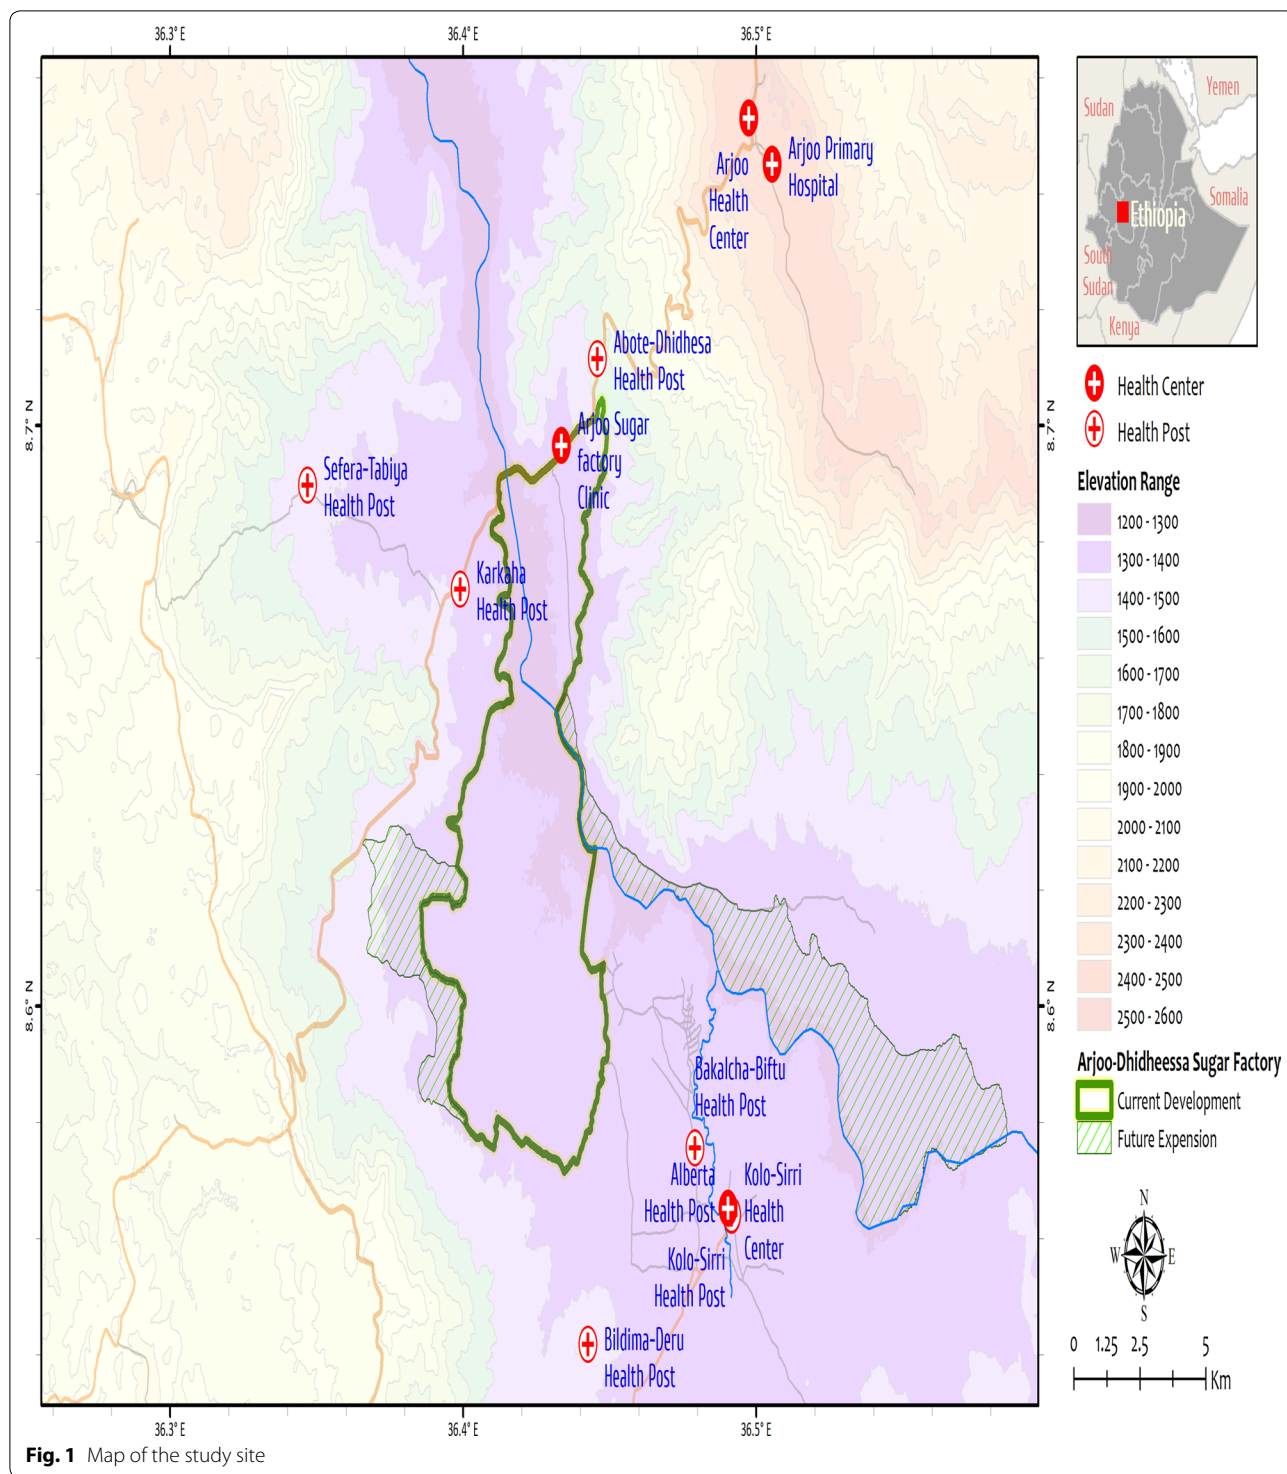 36.3° E
36.4° E
36.5° E
Arjoo
Health
Center
Arjoo Primary
Hospital
Abote-Dhidhesa
Health Post
Arjoo Sugar
factory
Clinic
Sefera-Tabiya
Health Post
Karkaha
Health Post
Bakalcha-Biftu
Health Post
Alberta
Health Post
Kolo-Sirri
Health
Center
Kolo-Sirri
Health Post
Bildima-Deru
Health Post
8.7° N
8.6° N
8.7° N
8.6° N
36.3° E
36.4° E
36.5° E
Yemen
Sudan
Somalia
Ethiopia
South
Sudan
Kenya
Health Center
Health Post
Elevation Range
1200 - 1300
1300 - 1400
1400 - 1500
1500 - 1600
1600 - 1700
1700 - 1800
1800 - 1900
1900 - 2000
2000 - 2100
2100 - 2200
2200 - 2300
2300 - 2400
2400 - 2500
2500 - 2600
Arjoo-Dhidheessa Sugar Factory
Current Development
Future Expension
N
W E
S
0 1.25 2.5 5
Km
Fig. 1 Map of the study site